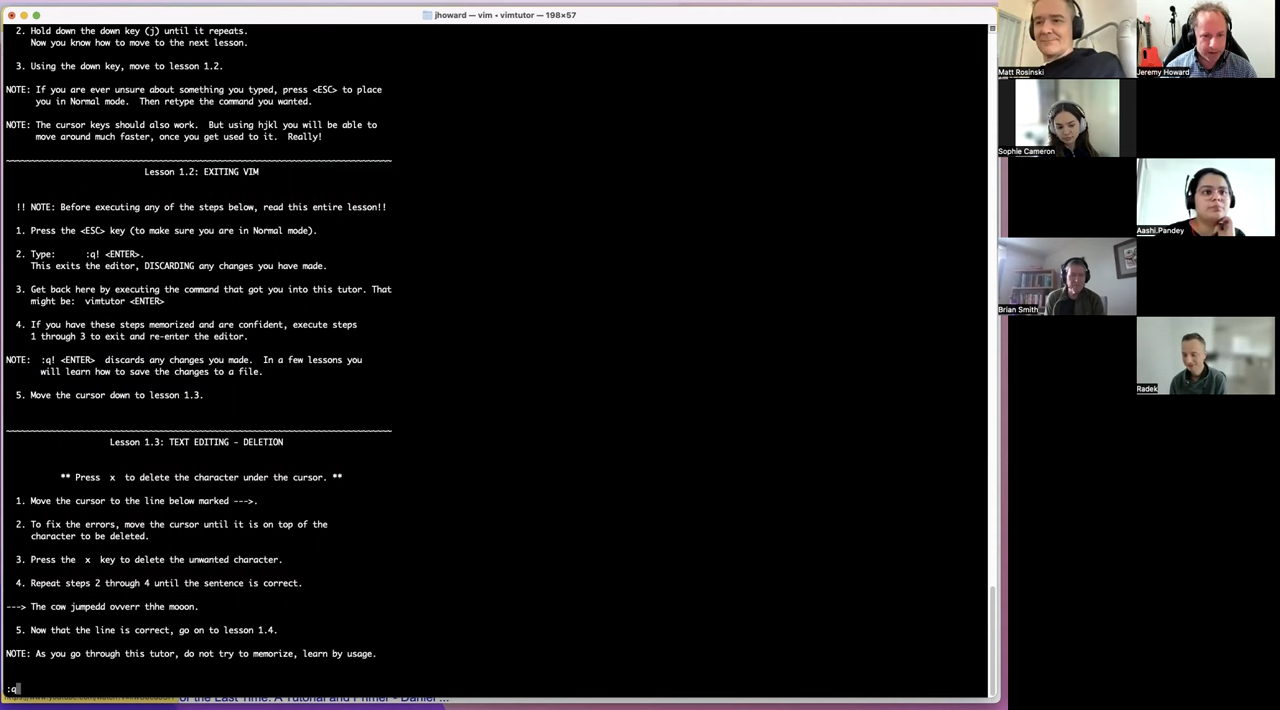 jhoward — vim • vimtutor — 198×57
2. Hold down the down key (j) until it repeats.
Now you know how to move to the next lesson.
3. Using the down key, move to lesson 1.2.
NOTE: If you are ever unsure about something you typed, press <ESC> to place
you in Normal mode.  Then retype the command you wanted.
NOTE: The cursor keys should also work.  But using hjkl you will be able to
move around much faster, once you get used to it.  Really!
~~~~~~~~~~~~~~~~~~~~~~~~~~~~~~~~~~~~~~~~~~~~~~~~~~~~~~~~~~~~~~~~~~~~~~~~~~~~~~
Lesson 1.2: EXITING VIM
!! NOTE: Before executing any of the steps below, read this entire lesson!!
1. Press the <ESC> key (to make sure you are in Normal mode).
2. Type:      :q! <ENTER>.
This exits the editor, DISCARDING any changes you have made.
3. Get back here by executing the command that got you into this tutor. That
might be:  vimtutor <ENTER>
4. If you have these steps memorized and are confident, execute steps
1 through 3 to exit and re-enter the editor.
NOTE:  :q! <ENTER>  discards any changes you made.  In a few lessons you
will learn how to save the changes to a file.
5. Move the cursor down to lesson 1.3.
~~~~~~~~~~~~~~~~~~~~~~~~~~~~~~~~~~~~~~~~~~~~~~~~~~~~~~~~~~~~~~~~~~~~~~~~~~~~~~
Lesson 1.3: TEXT EDITING - DELETION
** Press  x  to delete the character under the cursor. **
1. Move the cursor to the line below marked --->.
2. To fix the errors, move the cursor until it is on top of the
character to be deleted.
3. Press the  x  key to delete the unwanted character.
4. Repeat steps 2 through 4 until the sentence is correct.
---> The cow jumpedd ovverr thhe mooon.
5. Now that the line is correct, go on to lesson 1.4.
NOTE: As you go through this tutor, do not try to memorize, learn by usage.
:q
the Last Time: A Tutorial and Primer - Daniel ...
Matt Rosinski
Jeremy Howard
Sophie Cameron
Aashi Pandey
Brian Smith
Radek